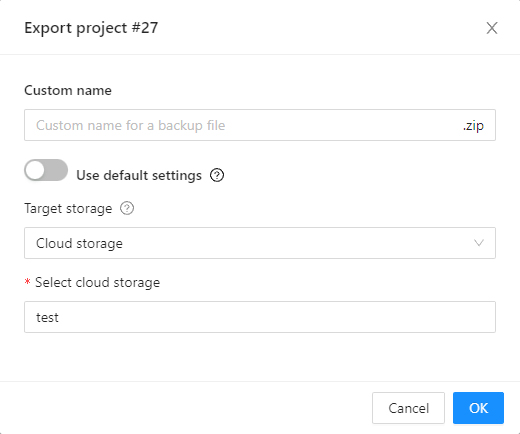 Export project #27
Custom name
Custom name for a backup file .zip
Use default settings
Target storage
Cloud storage
* Select cloud storage
test
Cancel OK